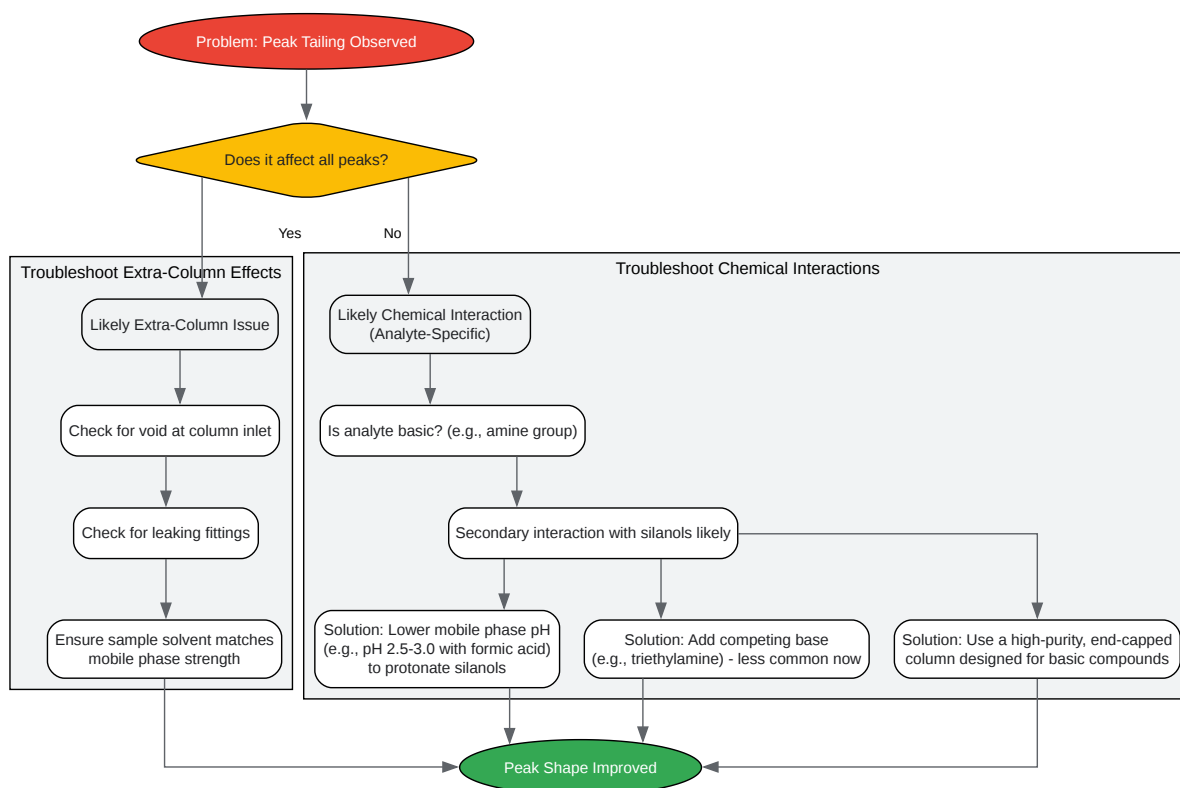 Problem: Peak Tailing Observed
Does it affect all peaks?
Yes
No
Troubleshoot Extra-Column Effects
Likely Extra-Column Issue
Check for void at column inlet
Check for leaking fittings
Ensure sample solvent matches
mobile phase strength
Troubleshoot Chemical Interactions
Likely Chemical Interaction
(Analyte-Specific)
Is analyte basic? (e.g., amine group)
Secondary interaction with silanols likely
Solution: Lower mobile phase pH
(e.g., pH 2.5-3.0 with formic acid)
to protonate silanols
Solution: Add competing base
(e.g., triethylamine) - less common now
Solution: Use a high-purity, end-capped
column designed for basic compounds
Peak Shape Improved